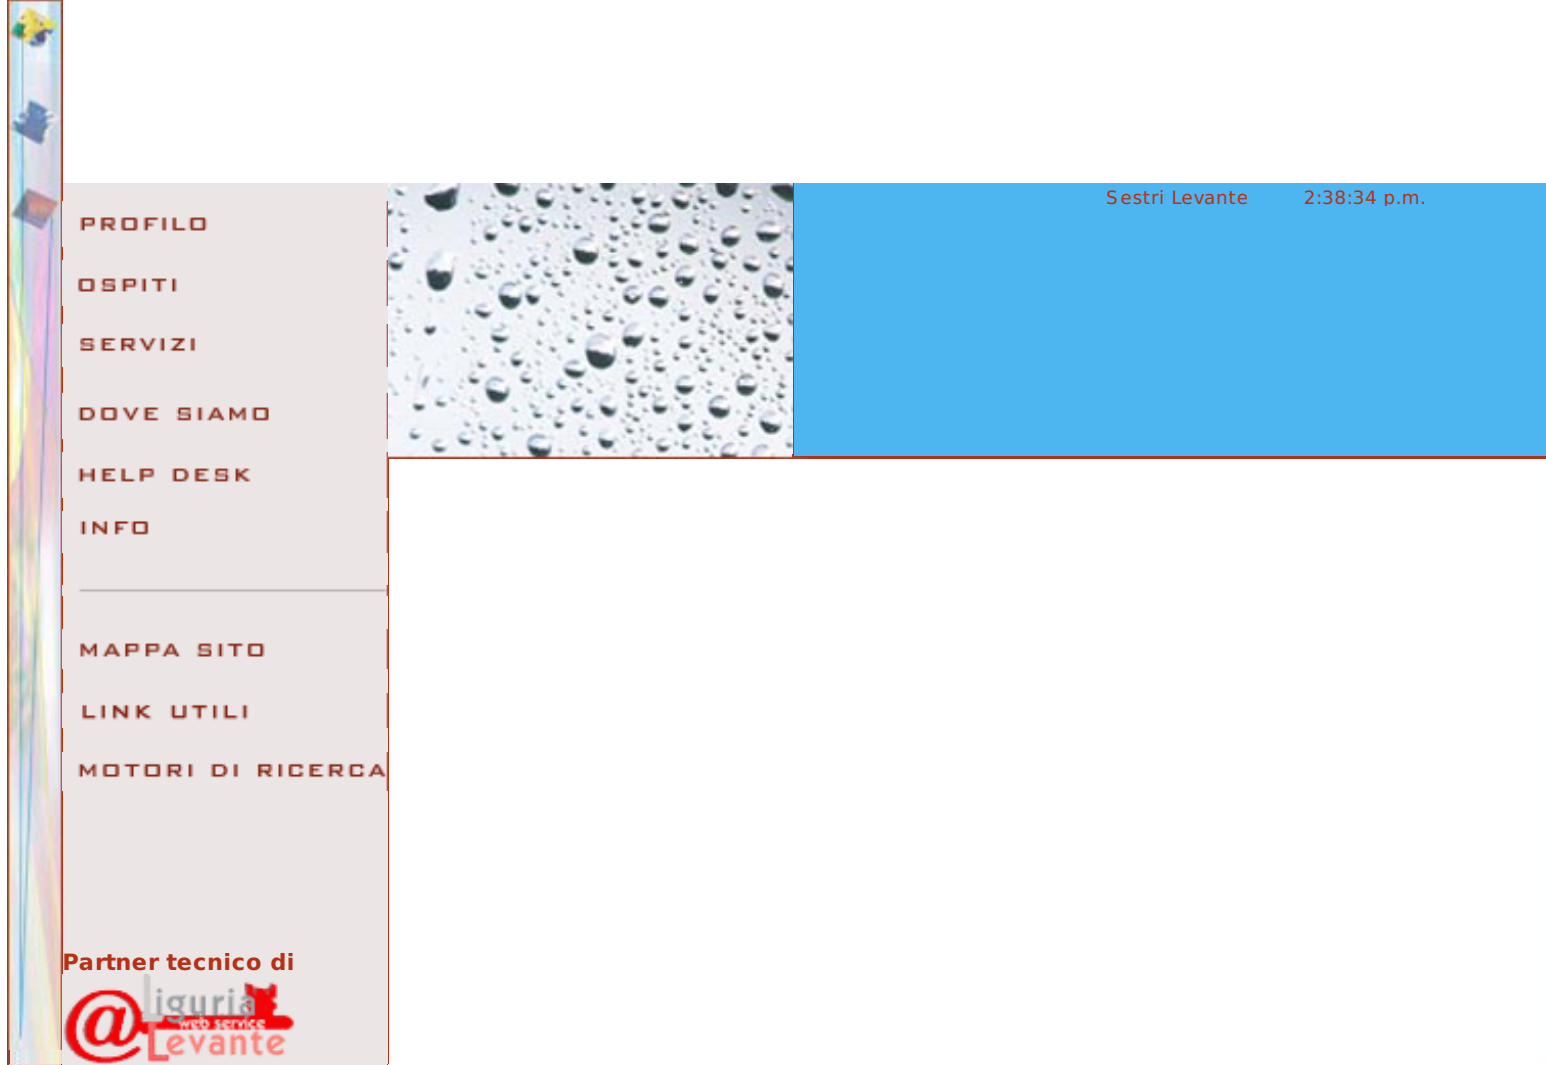 Sestri Levante 2:38:34 p.m.
PROFILO
OSPITI
SERVIZI
DOVE SIAMO
HELP DESK
INFO
MAPPA SITO
LINK UTILI
MOTORI DI RICERCA
Partner tecnico di
@ Liguria
web service
Levante